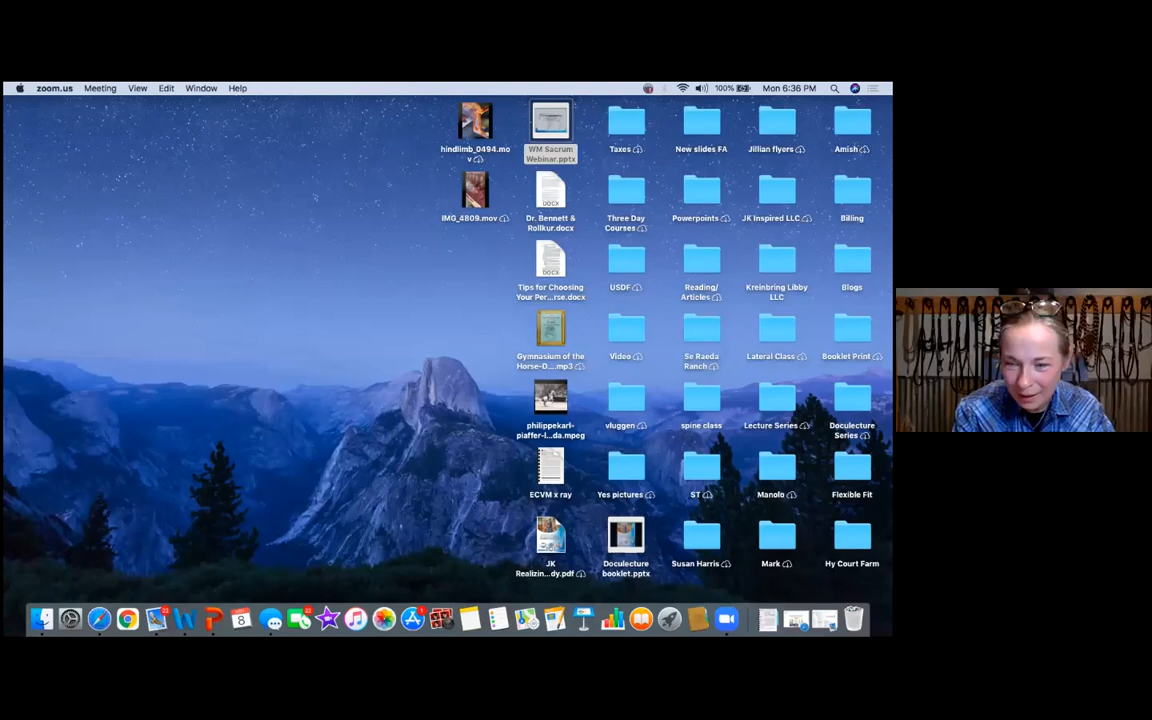 zoom.us Meeting View Edit Window Help 100% Mon 6:36 PM
hindlimb_0494.mo
v
WM Sacrum
Webinar.pptx
Taxes
New slides FA
Jillian flyers
Amish
IMG_4809.mov
DOCX
Dr. Bennett &
Rollkur.docx
Three Day
Courses
Powerpoints
JK Inspired LLC
Billing
DOCX
Tips for Choosing
Your Per...rse.docx
USDF
Reading/
Articles
Kreinbring Libby
LLC
Blogs
Gymnasium of the
Horse-D....mp3
Video
Se Raeda
Ranch
Lateral Class
Booklet Print
philippekarl-
piaffer-l...da.mpeg
vluggen
spine class
Lecture Series
Doculecture
Series
ECVM x ray
Yes pictures
ST
Manolo
Flexible Fit
JK
Realizin...dy.pdf
Doculecture
booklet.pptx
Susan Harris
Mark
Hy Court Farm
8